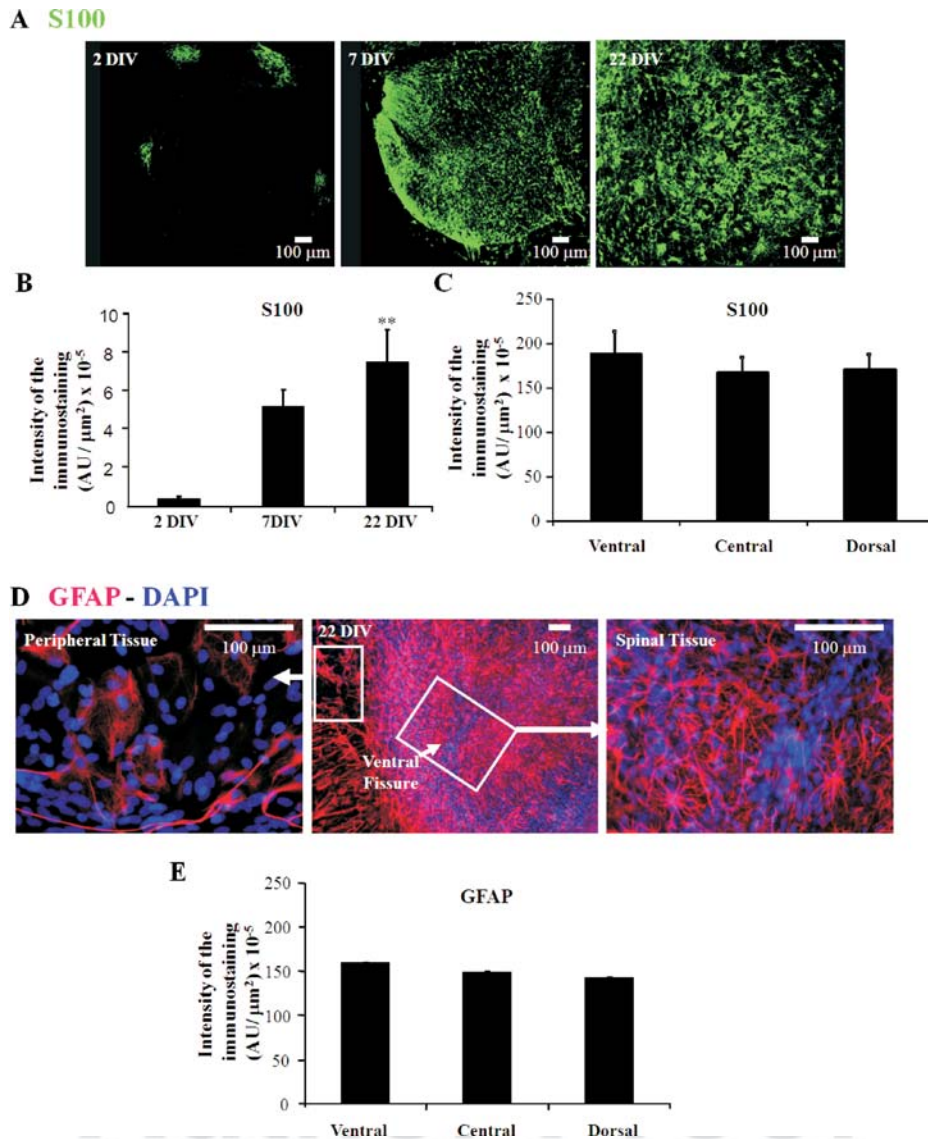 A S100
2 DIV
7 DIV
22 DIV
100 µm
100 µm
100 µm
B
S100
Intensity of the
immunostaining
(AU/ µm²) x 10⁻⁵
10
8
6
4
2
0
**
2 DIV
7DIV
22 DIV
C
S100
Intensity of the
immunostaining
(AU/ µm²) x 10⁻⁵
250
200
150
100
50
0
Ventral
Central
Dorsal
D GFAP - DAPI
Peripheral Tissue
100 µm
22 DIV
100 µm
Ventral
Fissure
Spinal Tissue
100 µm
E
GFAP
Intensity of the
immunostaining
(AU/ µm²) x 10⁻⁵
250
200
150
100
50
0
Ventral
Central
Dorsal